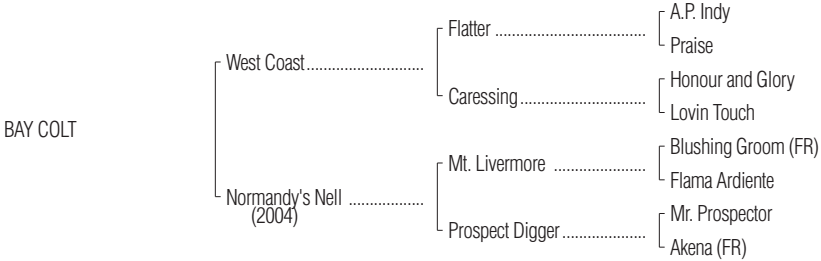 A.P. Indy
Flatter ....................................
Praise
West Coast............................
Honour and Glory
Caressing..............................
Lovin Touch
BAY COLT
Blushing Groom (FR)
Mt. Livermore ......................
Flama Ardiente
Normandy's Nell ..................
(2004)
Mr. Prospector
Prospect Digger....................
Akena (FR)